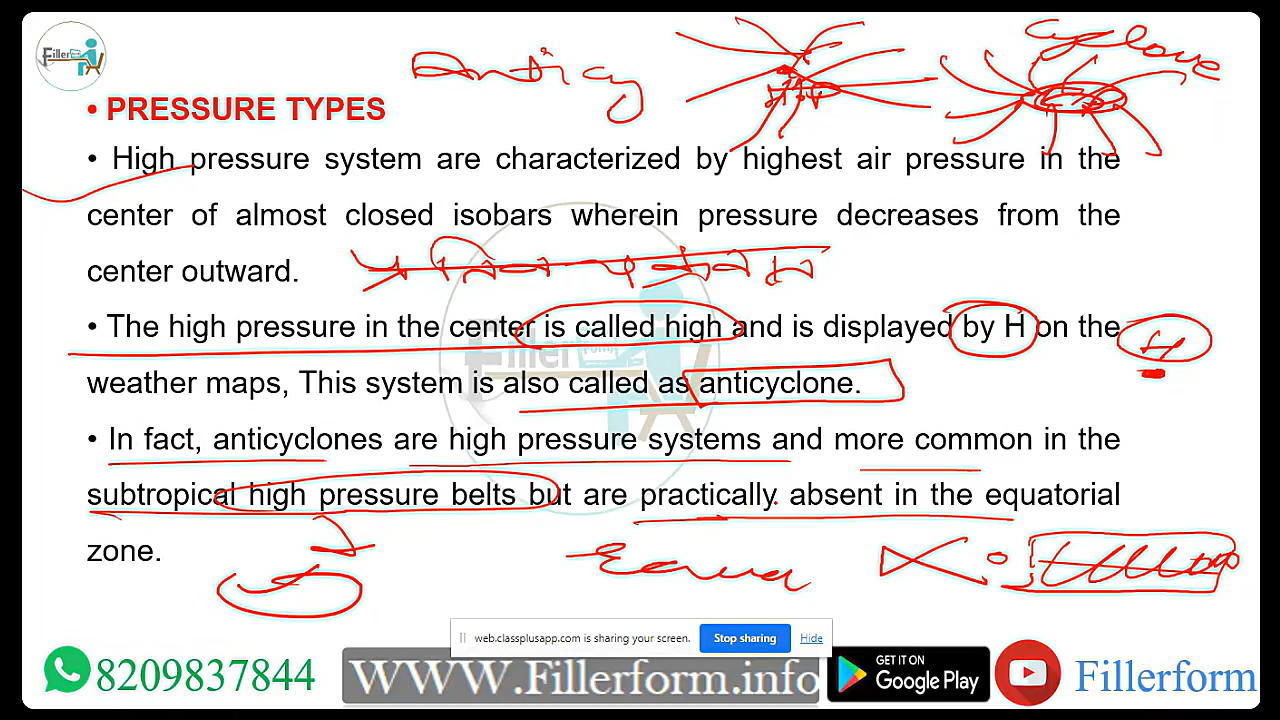 Filler
Form
Anticy
Cyclone
• PRESSURE TYPES
• High pressure system are characterized by highest air pressure in the
center of almost closed isobars wherein pressure decreases from the
center outward.
• The high pressure in the center is called high and is displayed by H on the
H
weather maps, This system is also called as anticyclone.
• In fact, anticyclones are high pressure systems and more common in the
subtropical high pressure belts but are practically absent in the equatorial
zone.
web.classplusapp.com is sharing your screen. Stop sharing Hide
8209837844
WWW.Fillerform.info
GET IT ON
Google Play
Fillerform